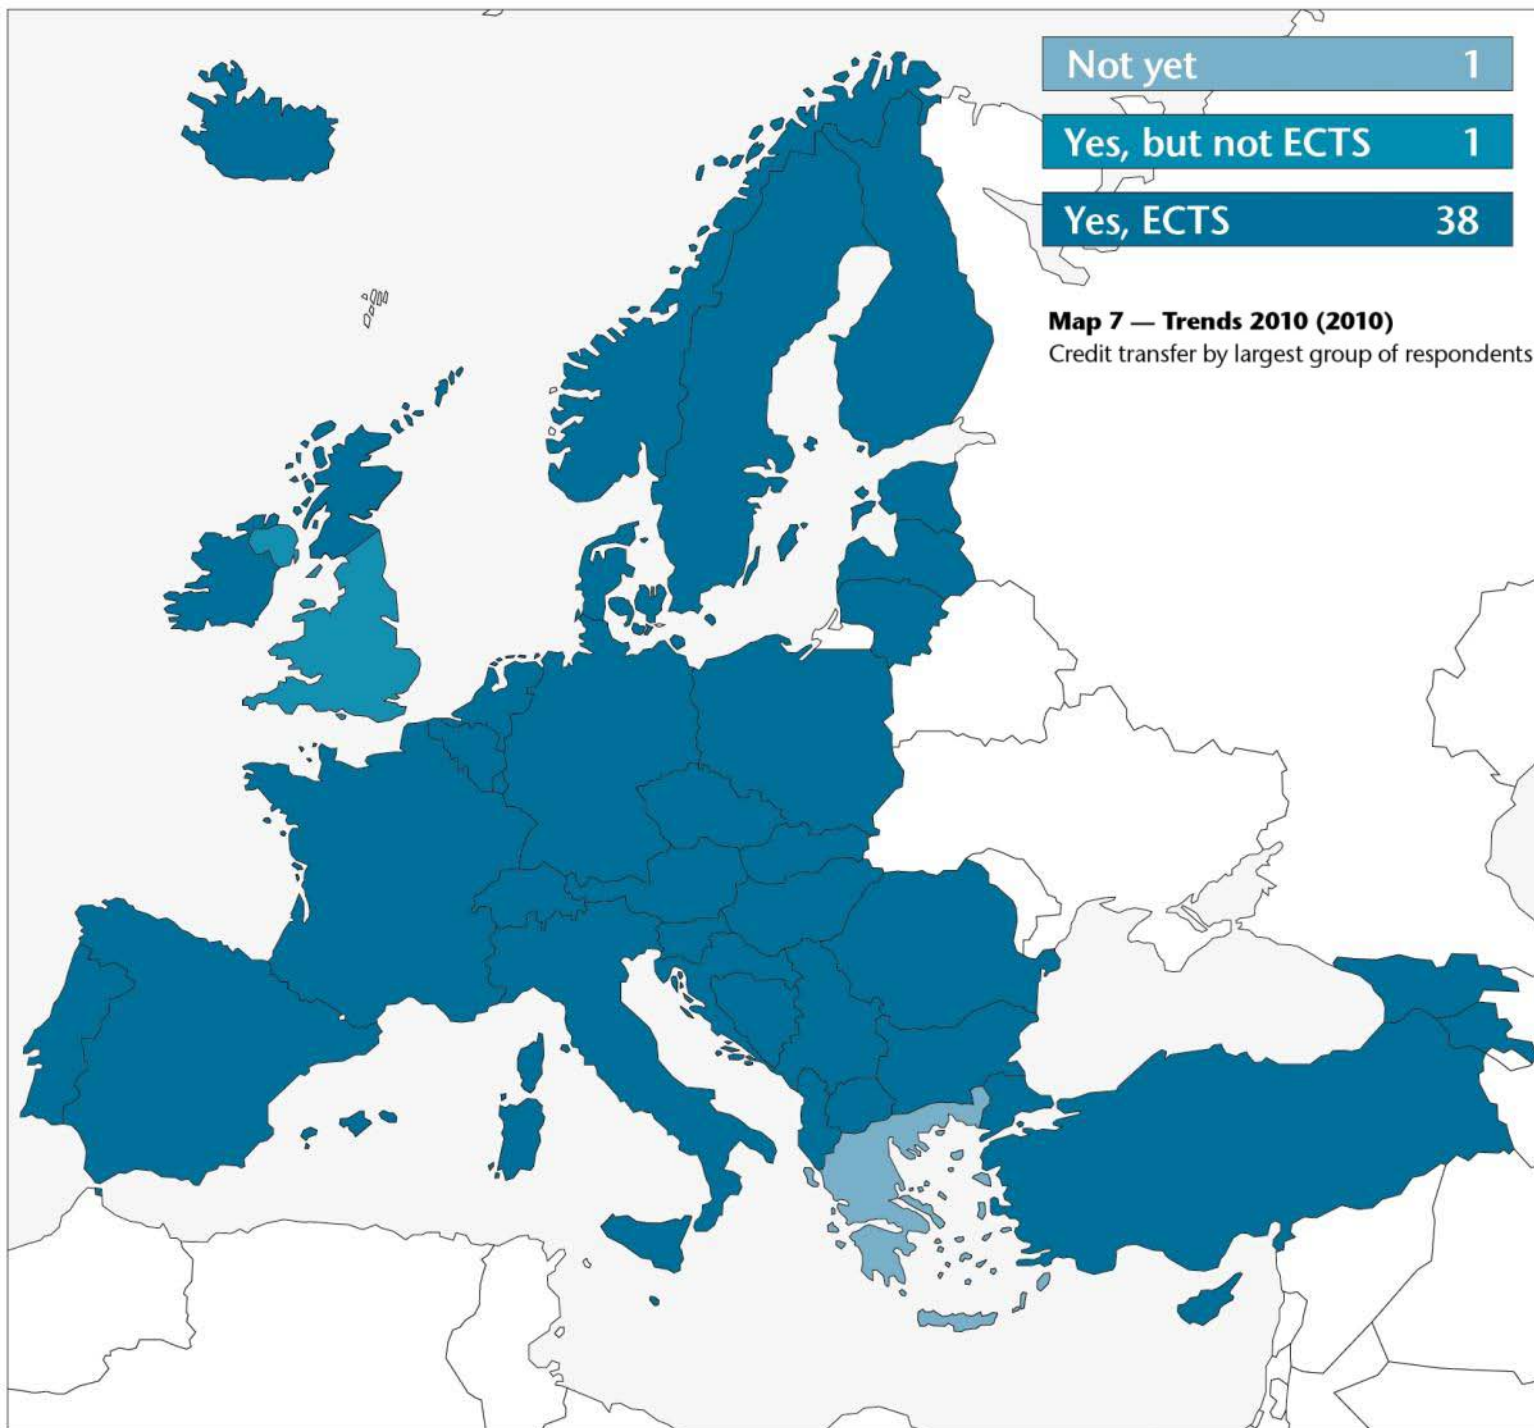 Not yet 1
Yes, but not ECTS 1
Yes, ECTS 38
Map 7 — Trends 2010 (2010)
Credit transfer by largest group of respondents